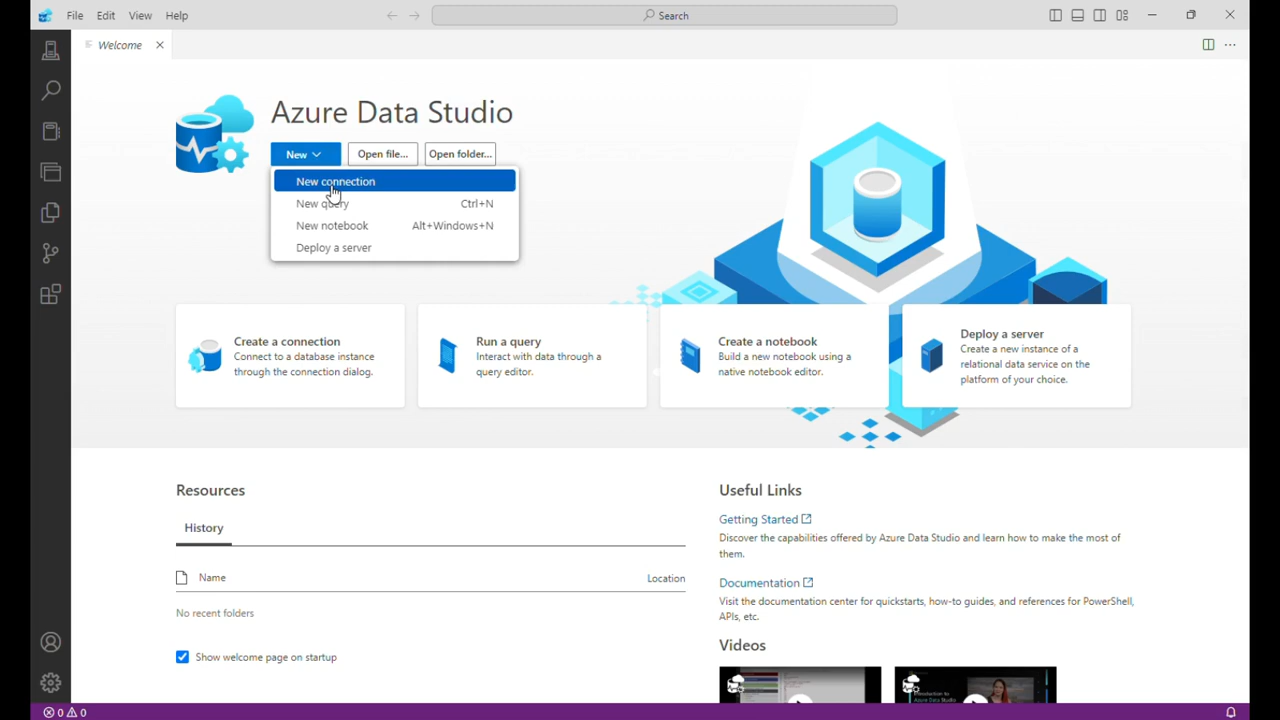 File Edit View Help
Search
Welcome
Azure Data Studio
New Open file... Open folder...
New connection
New query Ctrl+N
New notebook Alt+Windows+N
Deploy a server
Create a connection
Connect to a database instance
through the connection dialog.
Run a query
Interact with data through a
query editor.
Create a notebook
Build a new notebook using a
native notebook editor.
Deploy a server
Create a new instance of a
relational data service on the
platform of your choice.
Resources
History
Name Location
No recent folders
Show welcome page on startup
Useful Links
Getting Started
Discover the capabilities offered by Azure Data Studio and learn how to make the most of
them.
Documentation
Visit the documentation center for quickstarts, how-to guides, and references for PowerShell,
APIs, etc.
Videos
Introduction to
Azure Data Studio
0 0